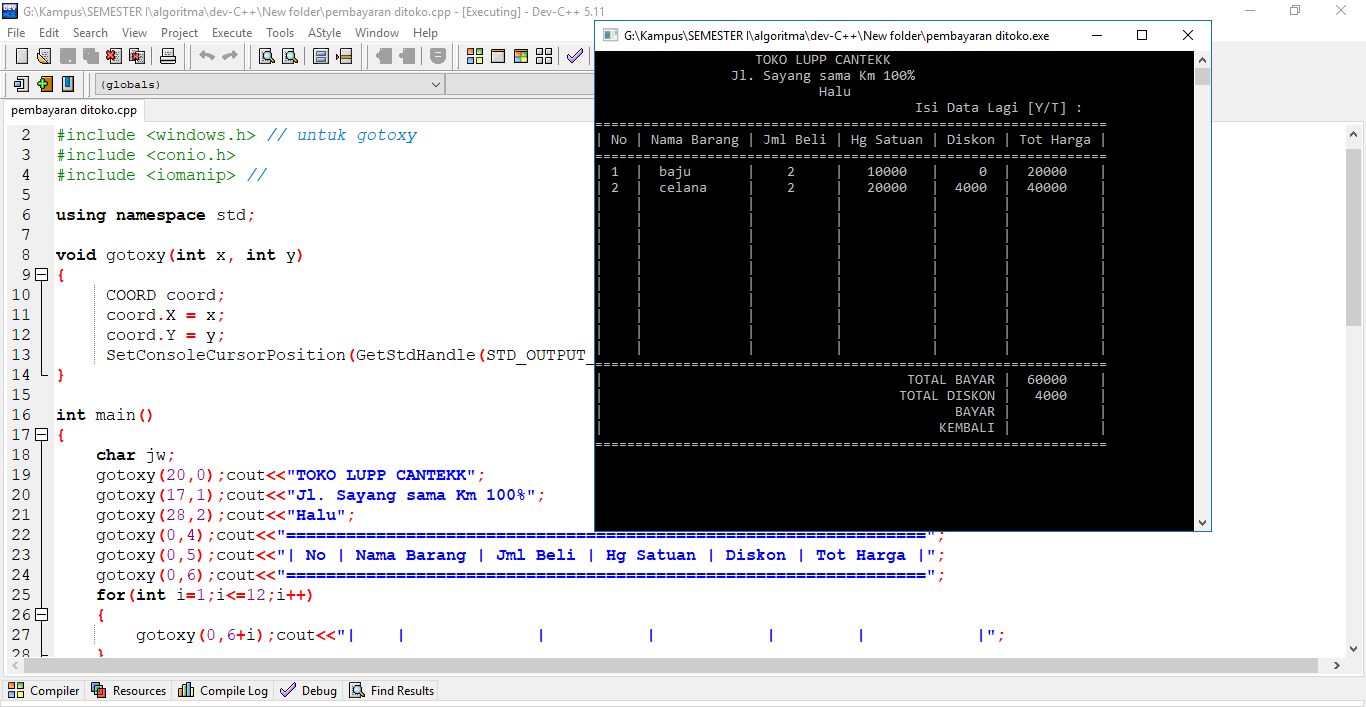 G:\Kampus\SEMESTER I\algoritma\dev-C++\New folder\pembayaran ditoko.cpp - [Executing] - Dev-C++ 5.11
File Edit Search View Project Execute Tools AStyle Window Help
(globals)
pembayaran ditoko.cpp
2 #include <windows.h> // untuk gotoxy
3 #include <conio.h>
4 #include <iomanip> //
5
6 using namespace std;
7
8 void gotoxy(int x, int y)
9 {
10 COORD coord;
11 coord.X = x;
12 coord.Y = y;
13 SetConsoleCursorPosition(GetStdHandle(STD_OUTPUT_
14 }
15
16 int main()
17 {
18 char jw;
19 gotoxy(20,0);cout<<"TOKO LUPP CANTEKK";
20 gotoxy(17,1);cout<<"Jl. Sayang sama Km 100%";
21 gotoxy(28,2);cout<<"Halu";
22 gotoxy(0,4);cout<<"================================================================";
23 gotoxy(0,5);cout<<"| No | Nama Barang | Jml Beli | Hg Satuan | Diskon | Tot Harga |";
24 gotoxy(0,6);cout<<"================================================================";
25 for(int i=1;i<=12;i++)
26 {
27 gotoxy(0,6+i);cout<<"|    |             |          |           |        |           |";
28 }
G:\Kampus\SEMESTER I\algoritma\dev-C++\New folder\pembayaran ditoko.exe
TOKO LUPP CANTEKK
Jl. Sayang sama Km 100%
Halu
Isi Data Lagi [Y/T] :
================================================================
| No | Nama Barang | Jml Beli | Hg Satuan | Diskon | Tot Harga |
================================================================
| 1 | baju | 2 | 10000 | 0 | 20000 |
| 2 | celana | 2 | 20000 | 4000 | 40000 |
================================================================
| TOTAL BAYAR | 60000 |
| TOTAL DISKON | 4000 |
| BAYAR | |
| KEMBALI | |
================================================================
Compiler Resources Compile Log Debug Find Results